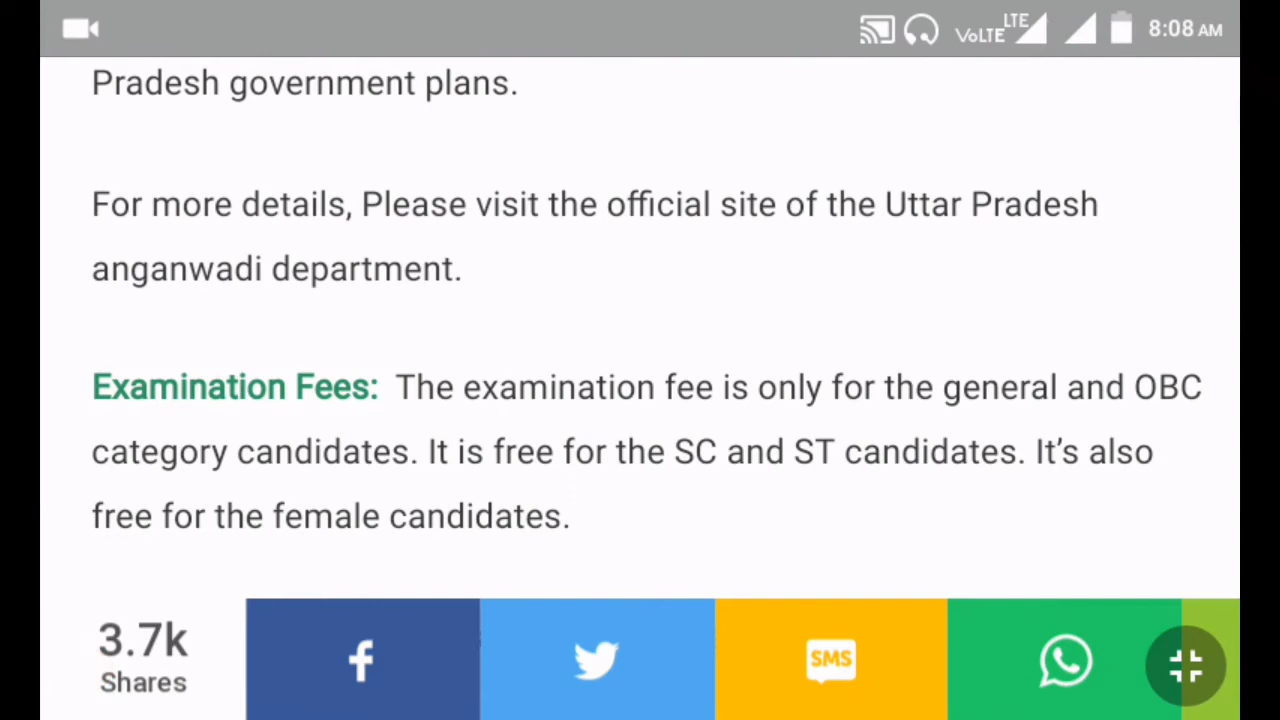 VoLTE LTE 8:08 AM
Pradesh government plans.
For more details, Please visit the official site of the Uttar Pradesh
anganwadi department.
Examination Fees: The examination fee is only for the general and OBC
category candidates. It is free for the SC and ST candidates. It’s also
free for the female candidates.
3.7k
Shares
f
SMS